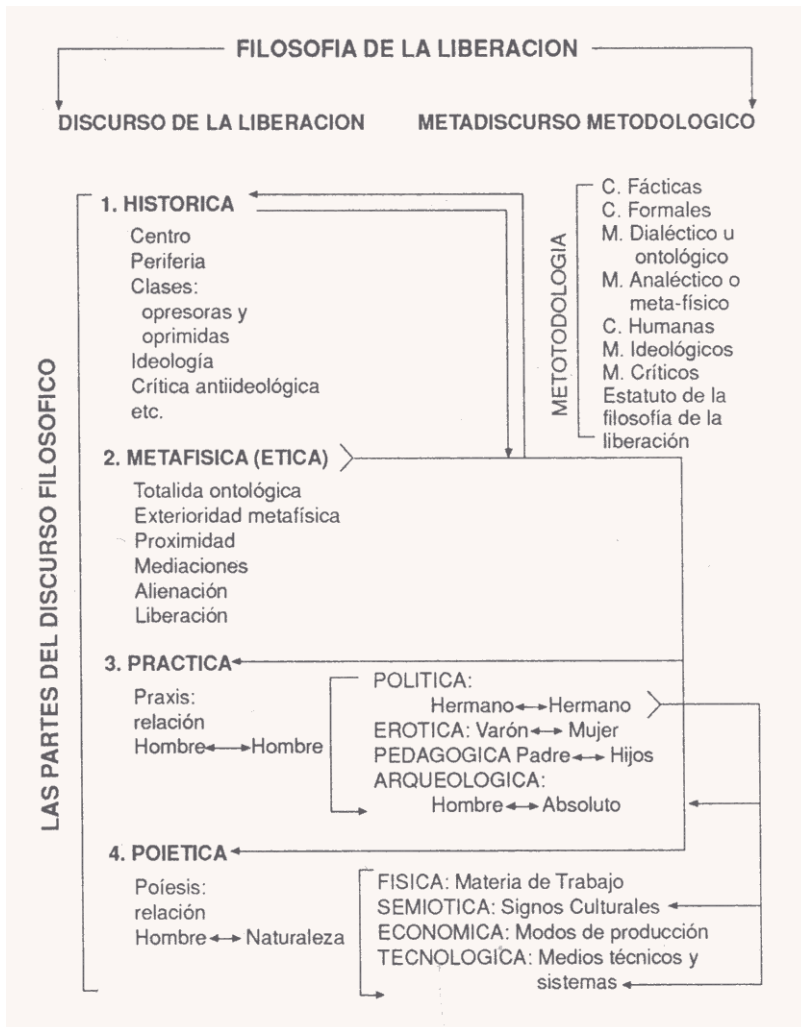 FILOSOFIA DE LA LIBERACION
DISCURSO DE LA LIBERACION
METADISCURSO METODOLOGICO
LAS PARTES DEL DISCURSO FILOSOFICO
1. HISTORICA
Centro
Periferia
Clases:
opresoras y
oprimidas
Ideología
Crítica antiideológica
etc.
METOTODOLOGIA
C. Fácticas
C. Formales
M. Dialéctico u
ontológico
M. Analéctico o
meta-físico
C. Humanas
M. Ideológicos
M. Críticos
Estatuto de la
filosofía de la
liberación
2. METAFISICA (ETICA)
Totalida ontológica
Exterioridad metafísica
Proximidad
Mediaciones
Alienación
Liberación
3. PRACTICA
Praxis:
relación
Hombre↔Hombre
POLITICA:
Hermano↔Hermano
EROTICA: Varón↔Mujer
PEDAGOGICA Padre↔Hijos
ARQUEOLOGICA:
Hombre↔Absoluto
4. POIETICA
Poíesis:
relación
Hombre↔Naturaleza
FISICA: Materia de Trabajo
SEMIOTICA: Signos Culturales
ECONOMICA: Modos de producción
TECNOLOGICA: Medios técnicos y
sistemas